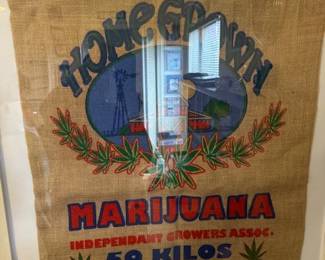 HOME GROWN
MARIJUANA
INDEPENDANT GROWERS ASSOC.
50 KILOS